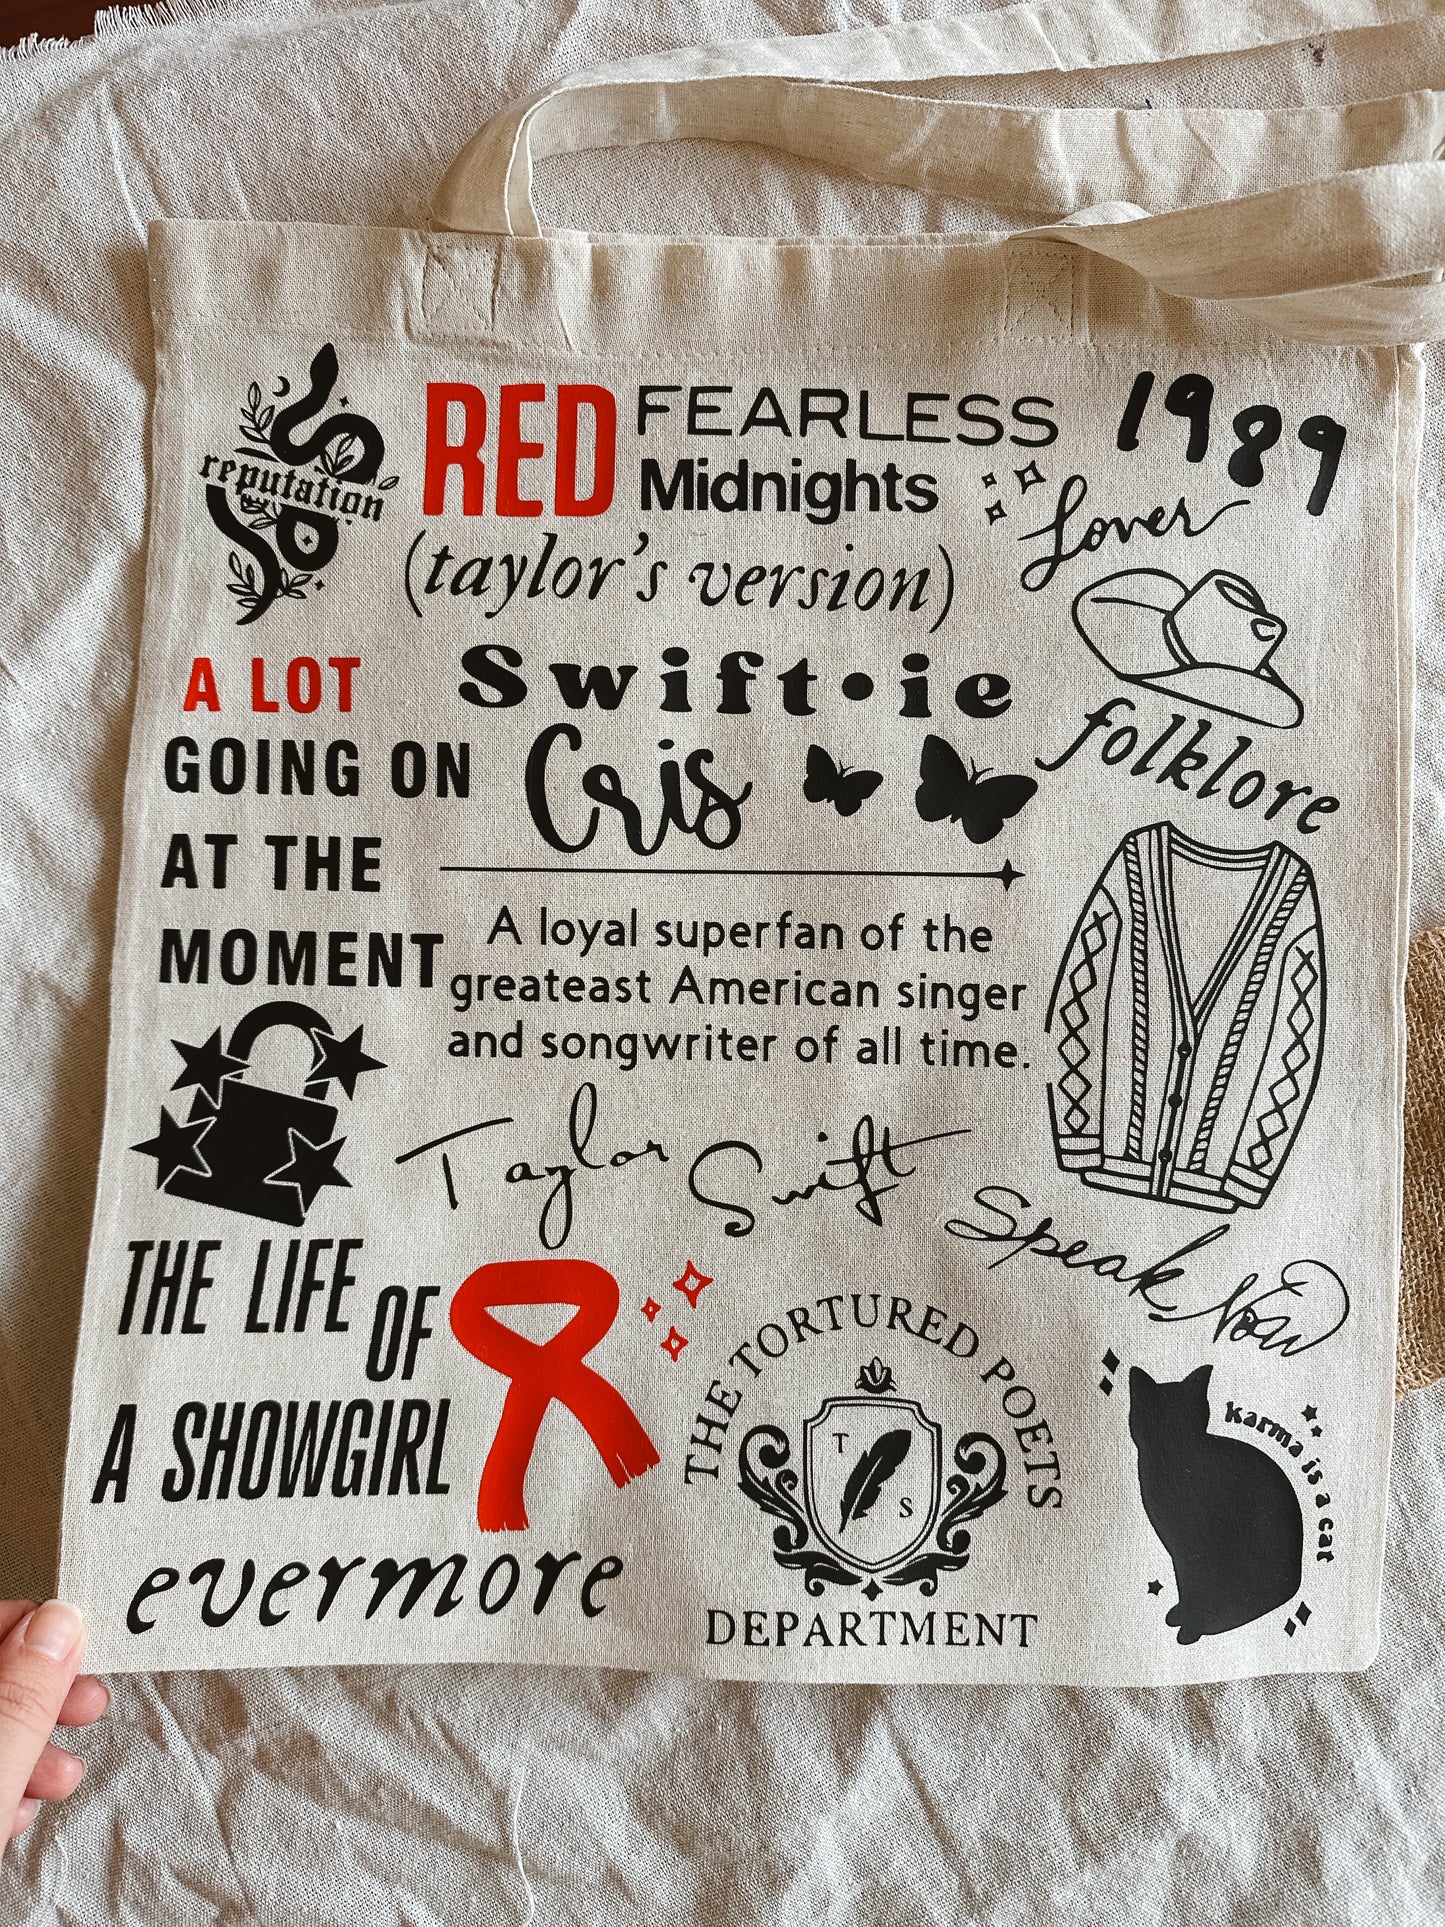 reputation
RED
FEARLESS
Midnights
(taylor's version)
1989
Lover
A LOT
GOING ON
AT THE
MOMENT
Swift•ie
Cris
folklore
A loyal superfan of the
greateast American singer
and songwriter of all time.
Taylor Swift
Speak Now
THE LIFE
OF
A SHOWGIRL
evermore
THE TORTURED POETS
T
S
DEPARTMENT
karma is a cat